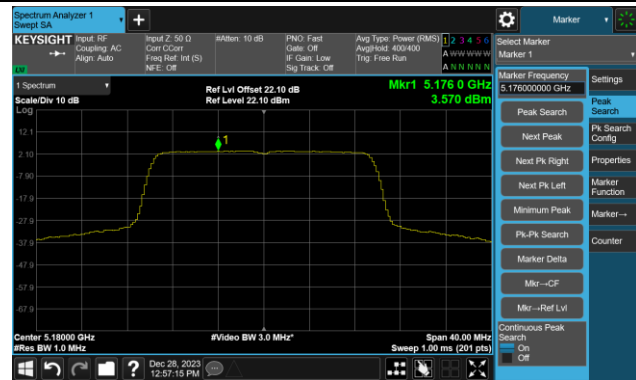 Spectrum Analyzer 1
Swept SA
+
Marker
KEYSIGHT
Input: RF
Coupling: AC
Align: Auto
Input Z: 50 Ω
Corr CCorr
Freq Ref: Int (S)
NFE: Off
#Atten: 10 dB
PNO: Fast
Gate: Off
IF Gain: Low
Sig Track: Off
Avg Type: Power (RMS)
Avg|Hold: 400/400
Trig: Free Run
1 2 3 4 5 6
A W W W W W
A N N N N N
Select Marker
Marker 1
LW
1 Spectrum
Scale/Div 10 dB
Log
Ref Lvl Offset 22.10 dB
Ref Level 22.10 dBm
Mkr1 5.176 0 GHz
3.570 dBm
1
12.1
2.10
-7.90
-17.9
-27.9
-37.9
-47.9
-57.9
-67.9
Center 5.18000 GHz
#Res BW 1.0 MHz
#Video BW 3.0 MHz*
Span 40.00 MHz
Sweep 1.00 ms (201 pts)
Marker Frequency
5.176000000 GHz
Peak Search
Next Peak
Next Pk Right
Next Pk Left
Minimum Peak
Pk-Pk Search
Marker Delta
Mkr→CF
Mkr→Ref Lvl
Continuous Peak
Search
On
Off
Settings
Peak
Search
Pk Search
Config
Properties
Marker
Function
Marker→
Counter
?
Dec 28, 2023
12:57:15 PM